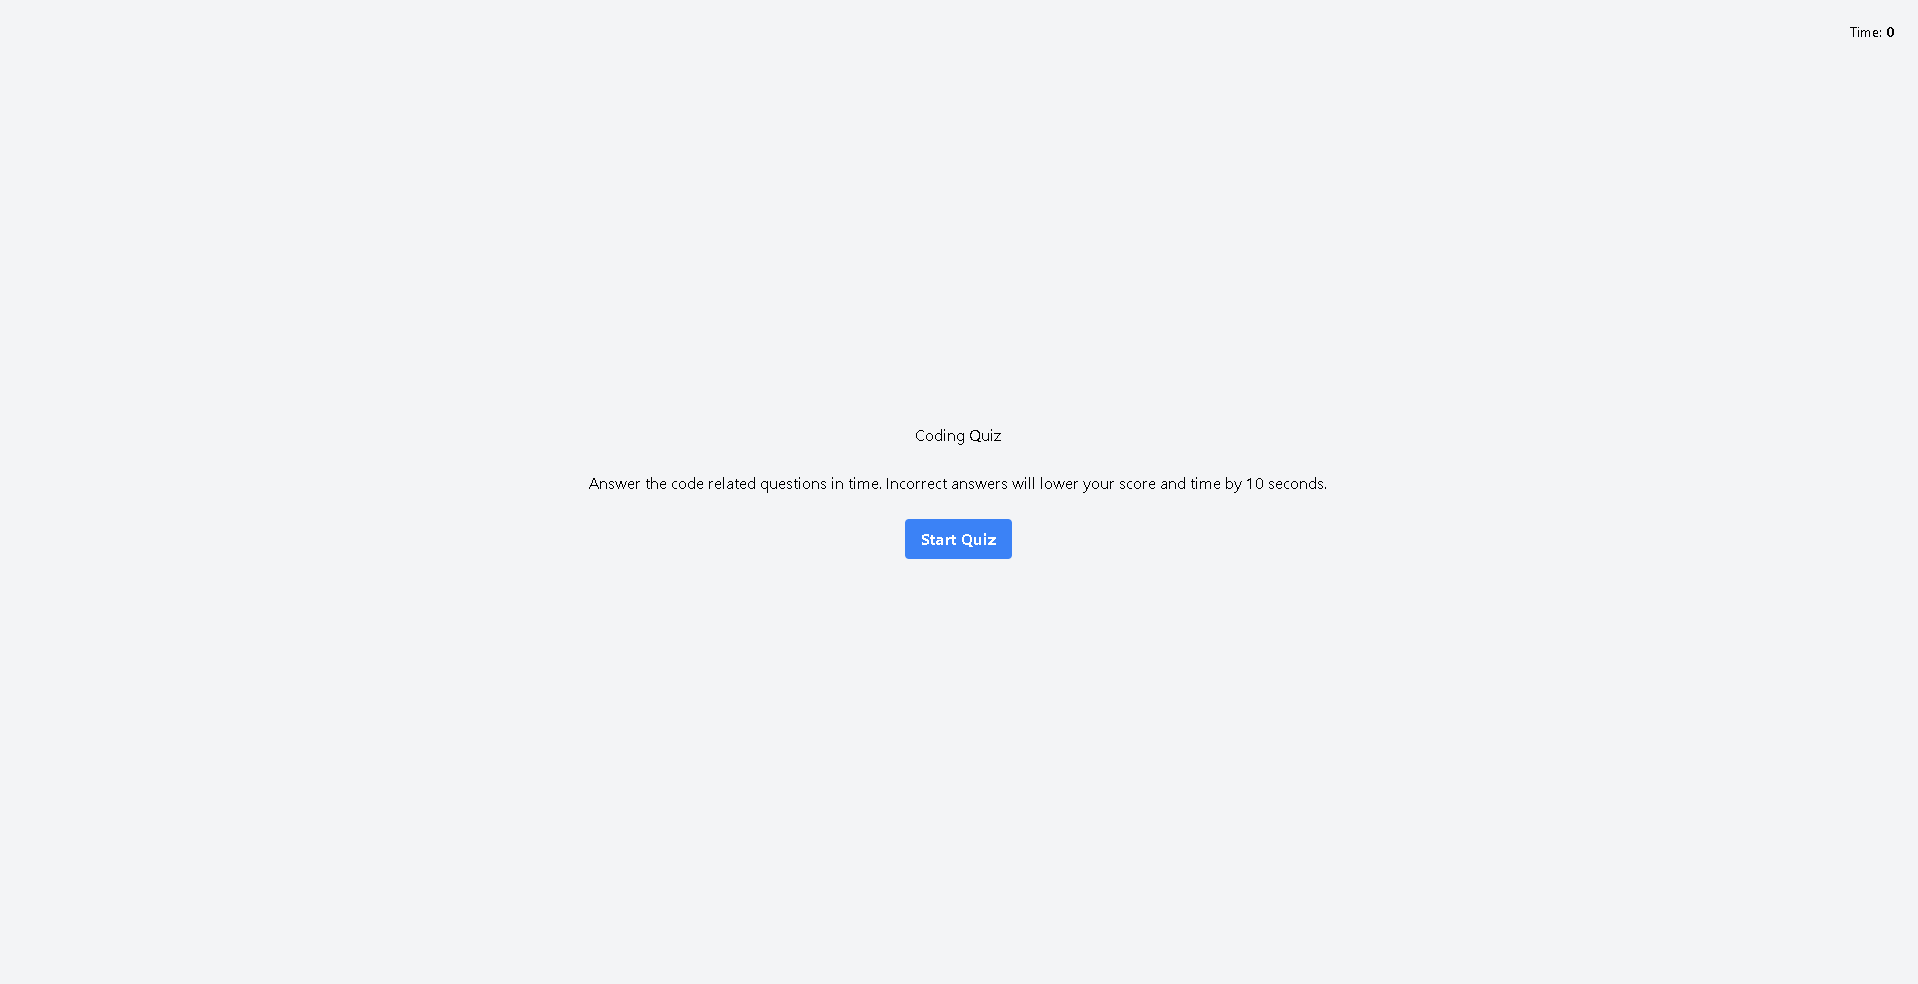 Time: 0
Coding Quiz
Answer the code related questions in time. Incorrect answers will lower your score and time by 10 seconds.
Start Quiz